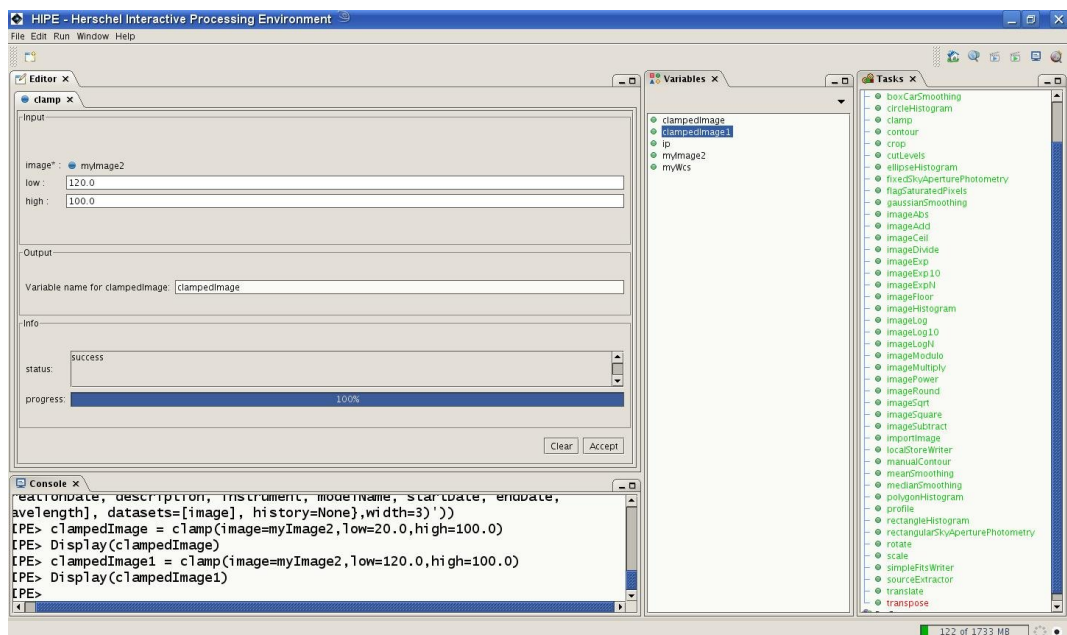 HIPE - Herschel Interactive Processing Environment
File Edit Run Window Help
Editor
clamp
Input
image* : myImage2
low : 120.0
high : 100.0
Output
Variable name for clampedImage: clampedImage
Info
status: success
progress: 100%
Clear Accept
Console
eationDate, description, instrument, modelName, startDate, endDate,
avelength], datasets=[image], history=None},width=3)'))
IPE> clampedImage = clamp(image=myImage2,low=20.0,high=100.0)
IPE> Display(clampedImage)
IPE> clampedImage1 = clamp(image=myImage2,low=120.0,high=100.0)
IPE> Display(clampedImage1)
IPE>
Variables
clampedImage
clampedImage1
ip
myImage2
myWcs
Tasks
boxCarSmoothing
circleHistogram
clamp
contour
crop
cutLevels
ellipseHistogram
fixedSkyAperturePhotometry
flagSaturatedPixels
gaussianSmoothing
imageAbs
imageAdd
imageCeil
imageDivide
imageExp
imageExp10
imageExpN
imageFloor
imageHistogram
imageLog
imageLog10
imageLogN
imageModulo
imageMultiply
imagePower
imageRound
imageSqrt
imageSquare
imageSubtract
importImage
localStoreWriter
manualContour
meanSmoothing
medianSmoothing
polygonHistogram
profile
rectangleHistogram
rectangularSkyAperturePhotometry
rotate
scale
simpleFitsWriter
sourceExtractor
translate
transpose
122 of 1733 MB